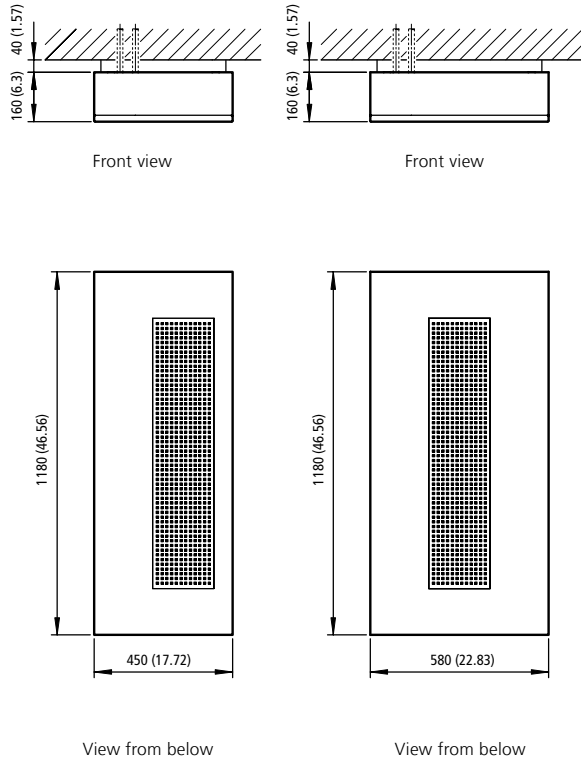 40 (1.57)
160 (6.3)
Front view
40 (1.57)
160 (6.3)
Front view
1180 (46.56)
450 (17.72)
View from below
1180 (46.56)
580 (22.83)
View from below